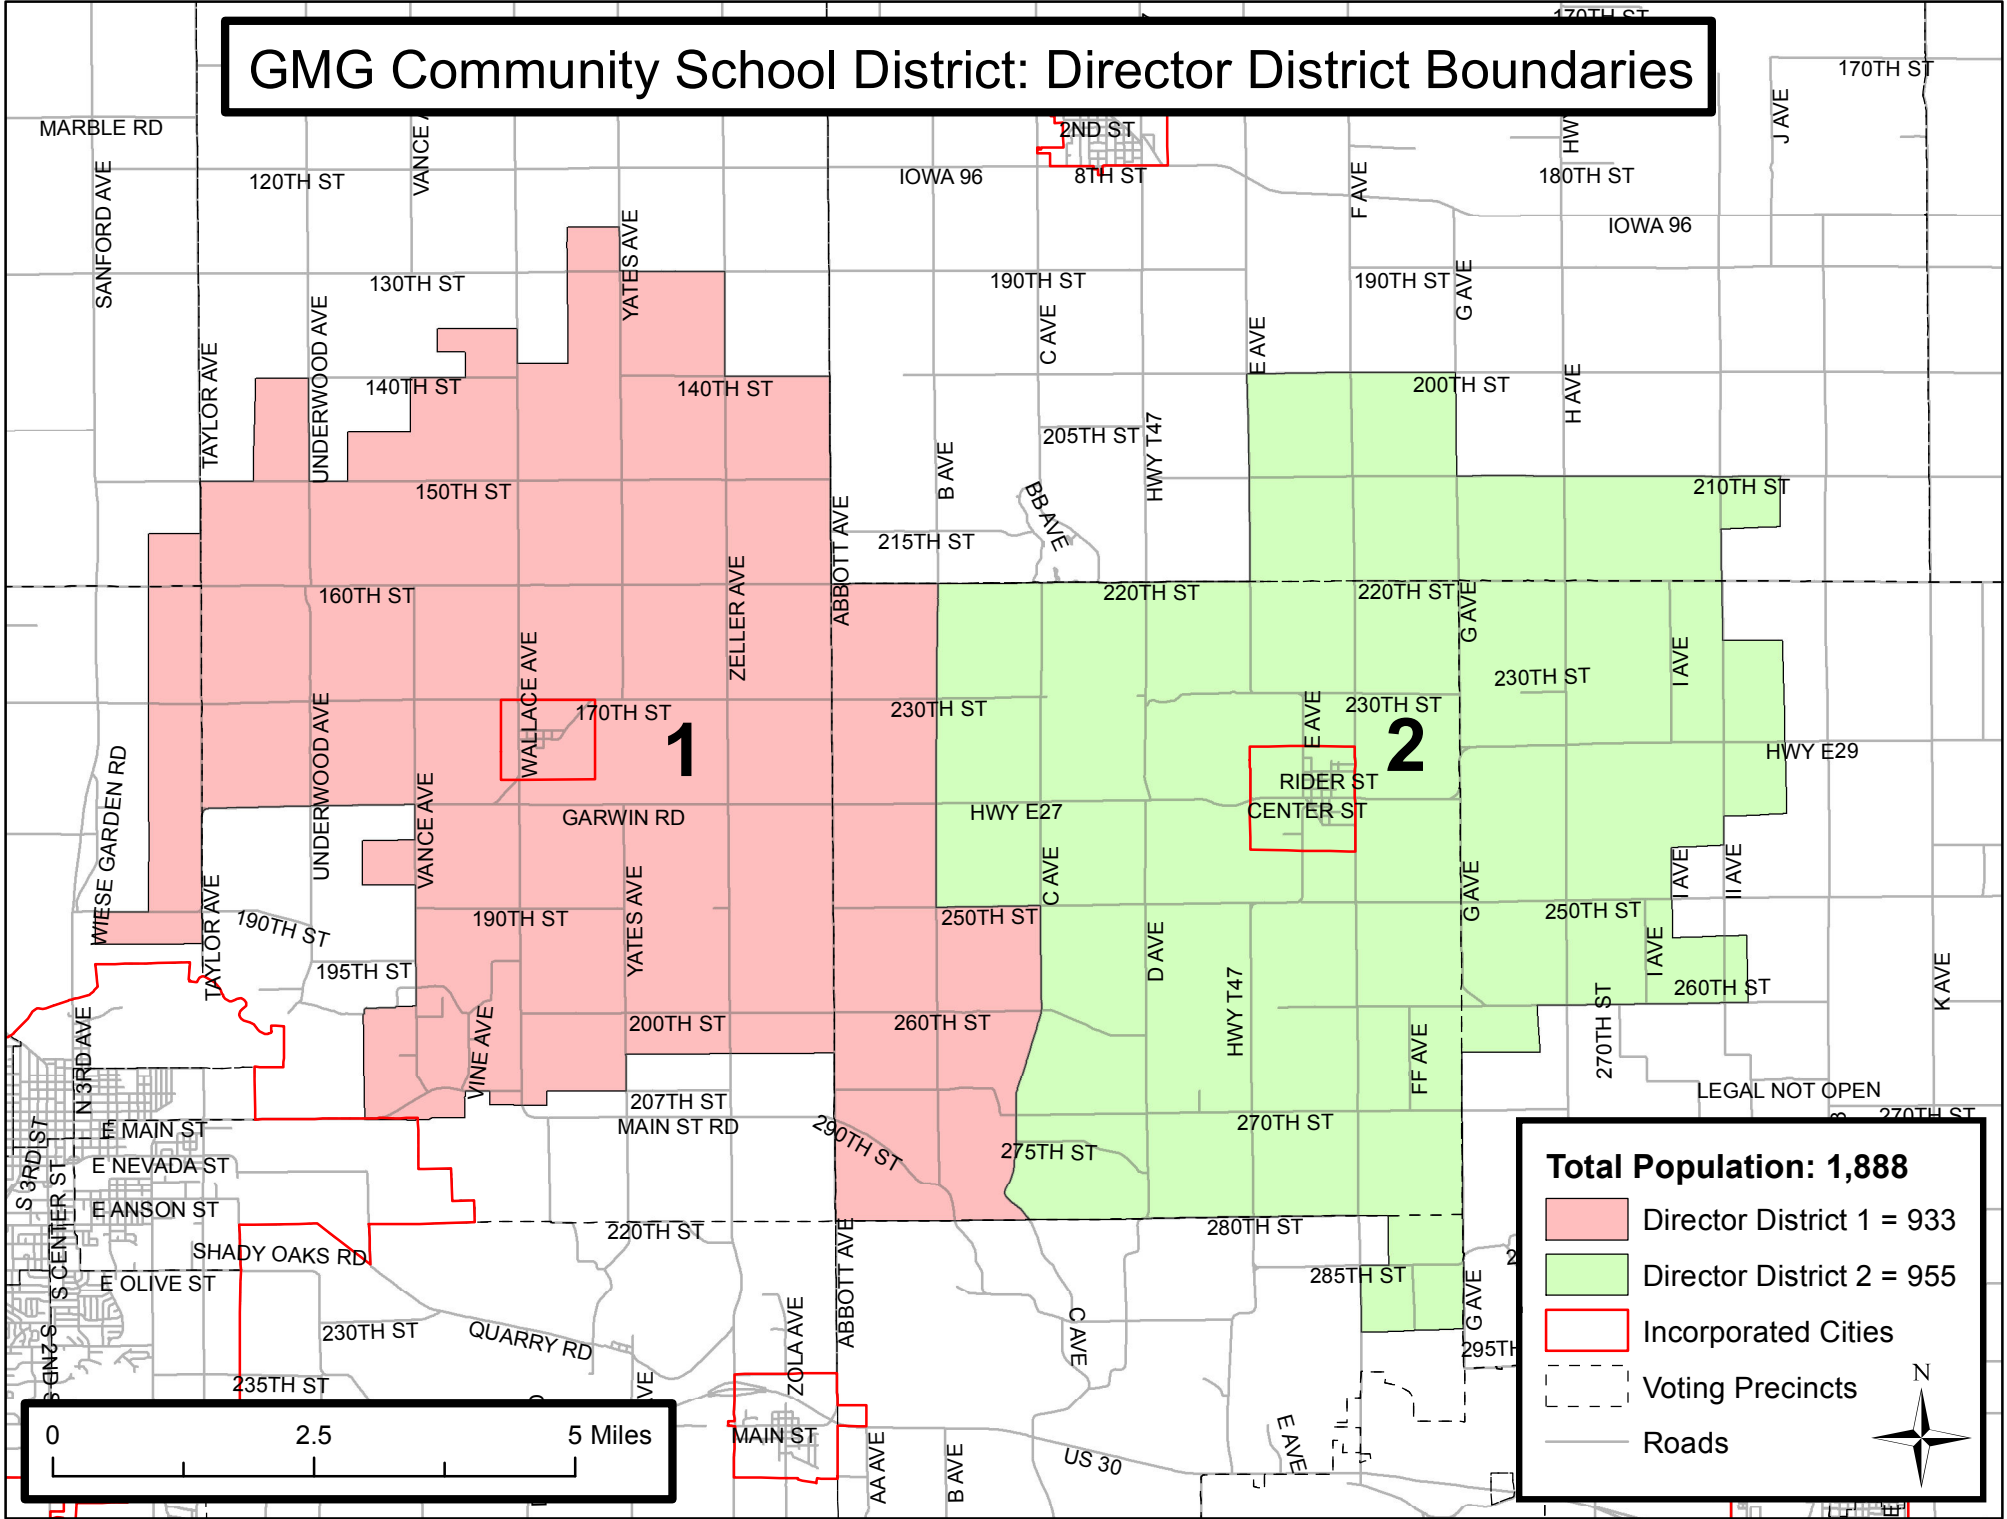 GMG Community School District: Director District Boundaries
170TH ST
170TH ST
MARBLE RD
SANFORD AVE
120TH ST
IOWA 96
2ND ST
8TH ST
F AVE
180TH ST
J AVE
IOWA 96
130TH ST
YATES AVE
190TH ST
190TH ST
G AVE
TAYLOR AVE
UNDERWOOD AVE
140TH ST
140TH ST
C AVE
E AVE
200TH ST
H AVE
205TH ST
HWY T47
150TH ST
B AVE
BB AVE
210TH ST
ABBOTT AVE
215TH ST
160TH ST
220TH ST
220TH ST
G AVE
WALLACE AVE
ZELLER AVE
230TH ST
I AVE
UNDERWOOD AVE
170TH ST
1
230TH ST
E AVE
230TH ST
2
HWY E29
WIESE GARDEN RD
VANCE AVE
GARWIN RD
HWY E27
RIDER ST
CENTER ST
TAYLOR AVE
190TH ST
190TH ST
YATES AVE
C AVE
250TH ST
G AVE
250TH ST
I AVE
II AVE
195TH ST
D AVE
I AVE
260TH ST
K AVE
N 3RD AVE
VINE AVE
200TH ST
260TH ST
HWY T47
FF AVE
270TH ST
207TH ST
MAIN ST RD
290TH ST
275TH ST
270TH ST
LEGAL NOT OPEN
270TH ST
S 3RD ST
E MAIN ST
E NEVADA ST
E ANSON ST
S CENTER ST
SHADY OAKS RD
E OLIVE ST
220TH ST
ABBOTT AVE
280TH ST
285TH ST
G AVE
230TH ST
QUARRY RD
ZOLA AVE
C AVE
235TH ST
MAIN ST
AA AVE
B AVE
US 30
E AVE
Total Population: 1,888
Director District 1 = 933
Director District 2 = 955
Incorporated Cities
Voting Precincts
Roads
N
0 2.5 5 Miles